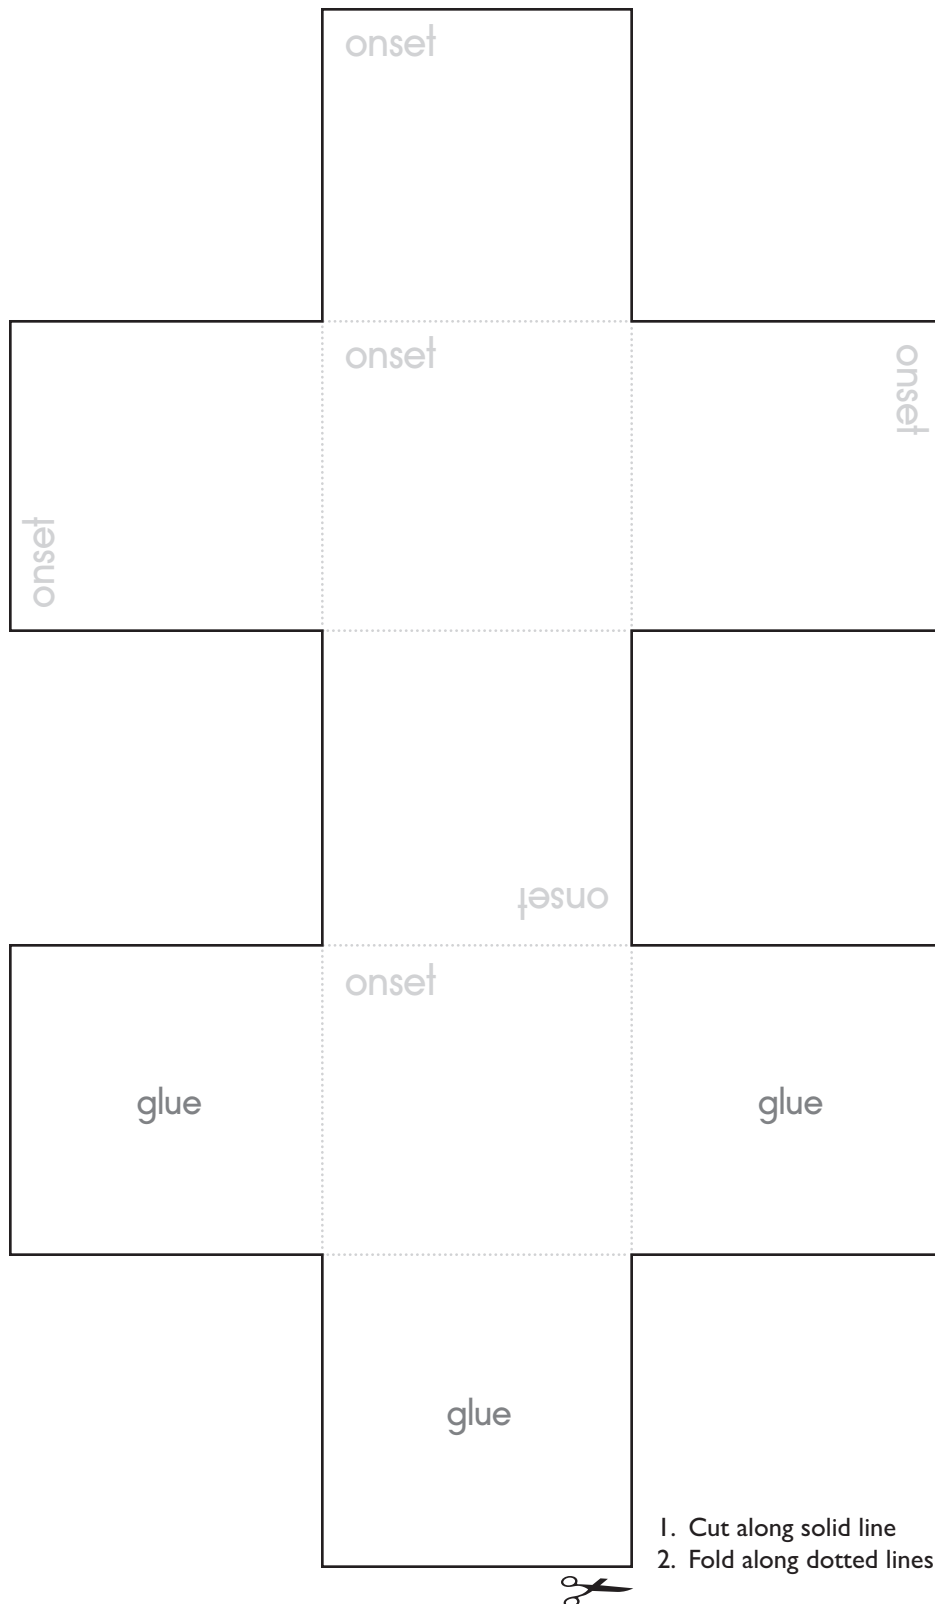 onset
onset
onset
onset
onset
onset
glue
glue
glue
1. Cut along solid line
2. Fold along dotted lines